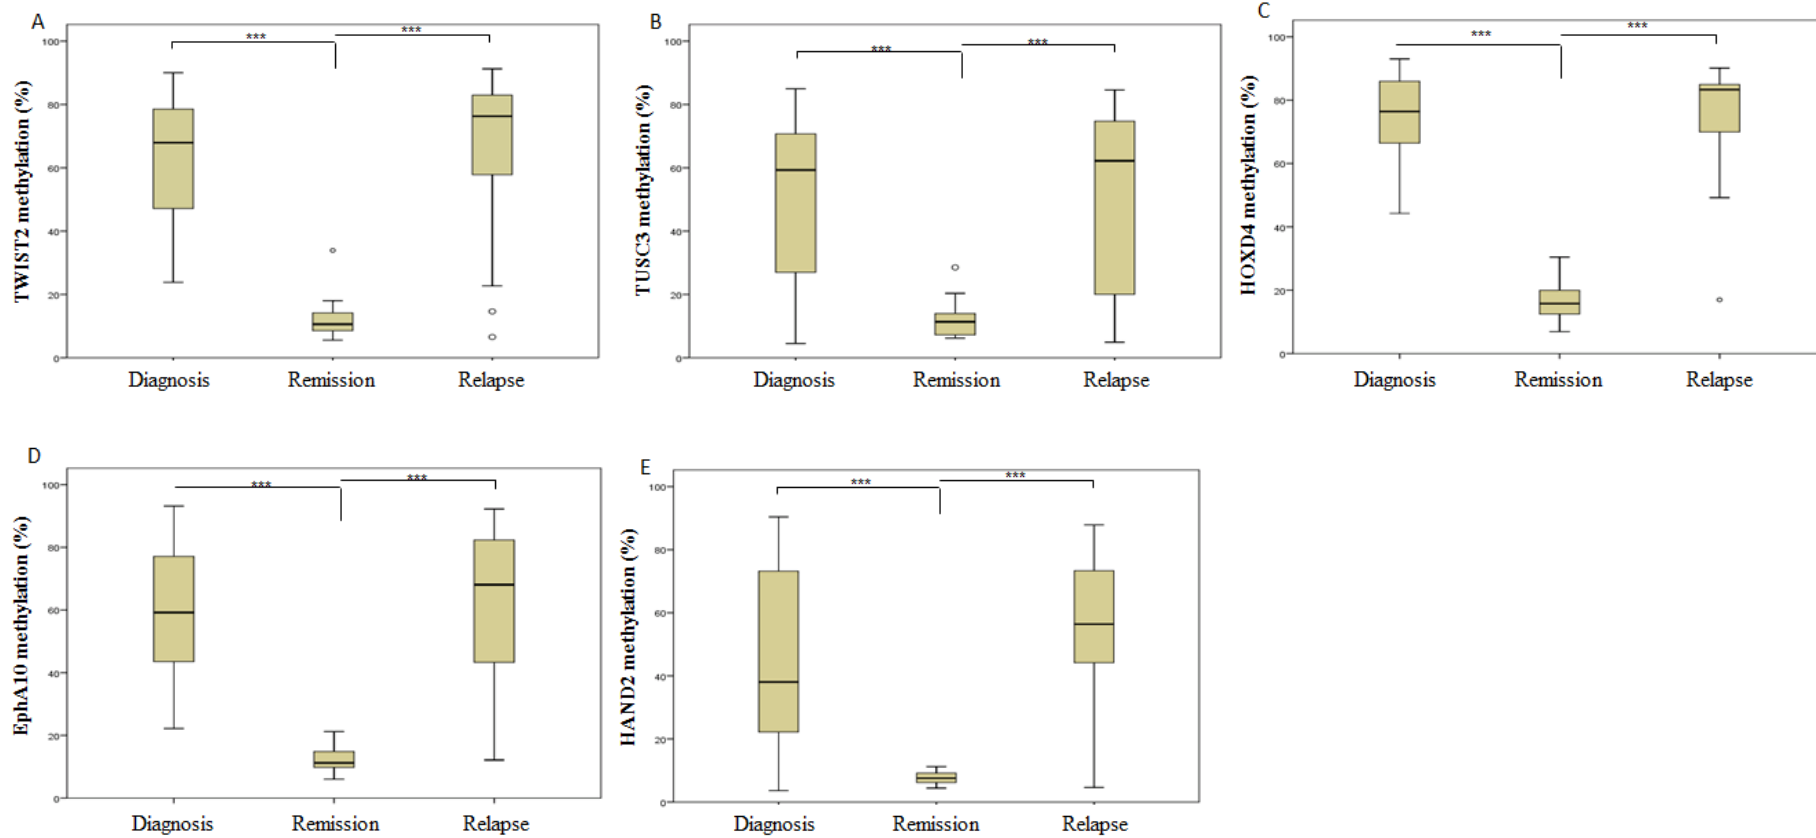 A
TWIST2 methylation (%)
100
80
60
40
20
0
***
***
Diagnosis Remission Relapse
B
TUSC3 methylation (%)
100
80
60
40
20
0
***
***
Diagnosis Remission Relapse
C
HOXD4 methylation (%)
100
80
60
40
20
0
***
***
Diagnosis Remission Relapse
D
EphA10 methylation (%)
100
80
60
40
20
0
***
***
Diagnosis Remission Relapse
E
HAND2 methylation (%)
100
80
60
40
20
0
***
***
Diagnosis Remission Relapse